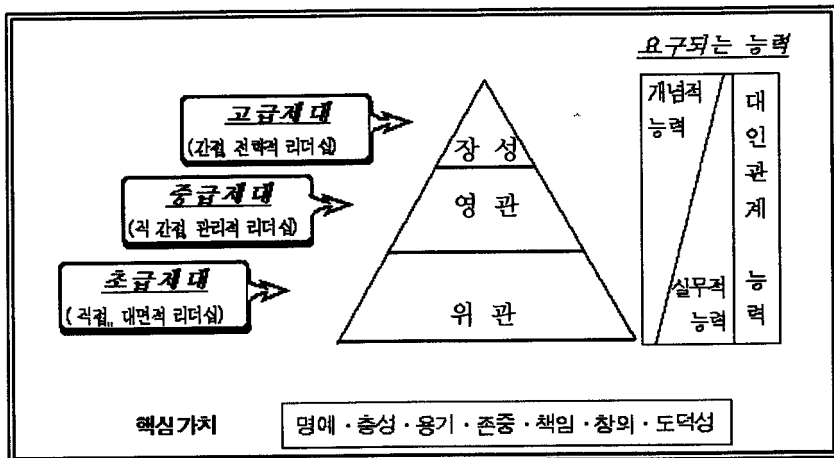 요구되는 능력
고급제대
(간접 전략적 리더십)
중급제대
(직 간접 관리적 리더십)
초급제대
(직접, 대면적 리더십)
장성
영관
위관
개념적
능력
실무적
능력
대인관계 능력
핵심가치
명예·충성·용기·존중·책임·창의·도덕성